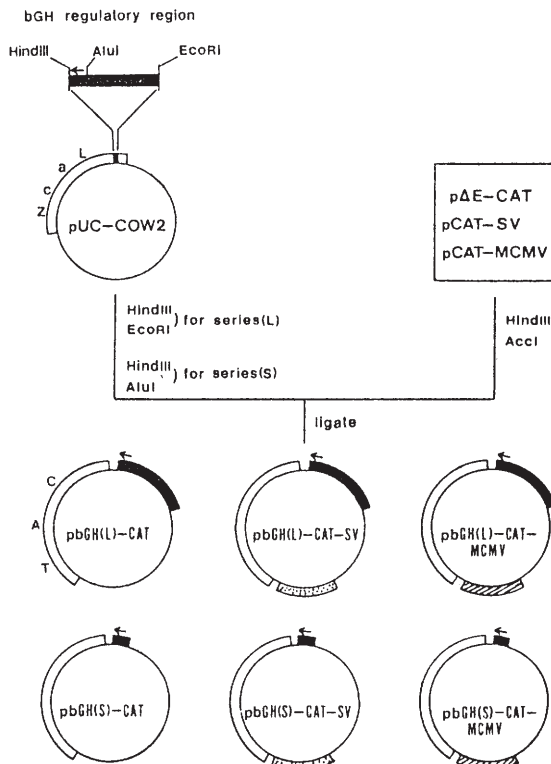 bGH regulatory region
HindIII AluI EcoRI
L
a
c
Z
pUC-COW2
pΔE-CAT
pCAT-SV
pCAT-MCMV
HindIII
EcoRI ) for series(L)
HindIII
AluI ) for series(S)
HindIII
AccI
ligate
C
A
T
pbGH(L)-CAT
pbGH(L)-CAT-SV
pbGH(L)-CAT-
MCMV
pbGH(S)-CAT
pbGH(S)-CAT-SV
pbGH(S)-CAT-
MCMV